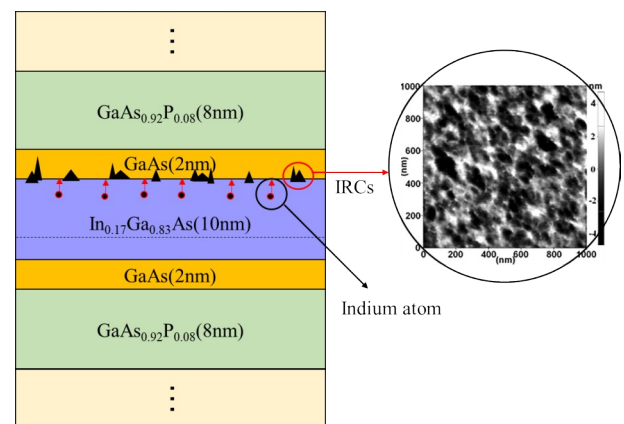 ⋮
GaAs₀.₉₂P₀.₀₈(8nm)
GaAs(2nm)
In₀.₁₇Ga₀.₈₃As(10nm)
GaAs(2nm)
GaAs₀.₉₂P₀.₀₈(8nm)
⋮
IRCs
Indium atom
1000
800
600
400
200
0
(nm)
0 200 400 600 800 1000
(nm)
nm
4
2
0
-2
-4